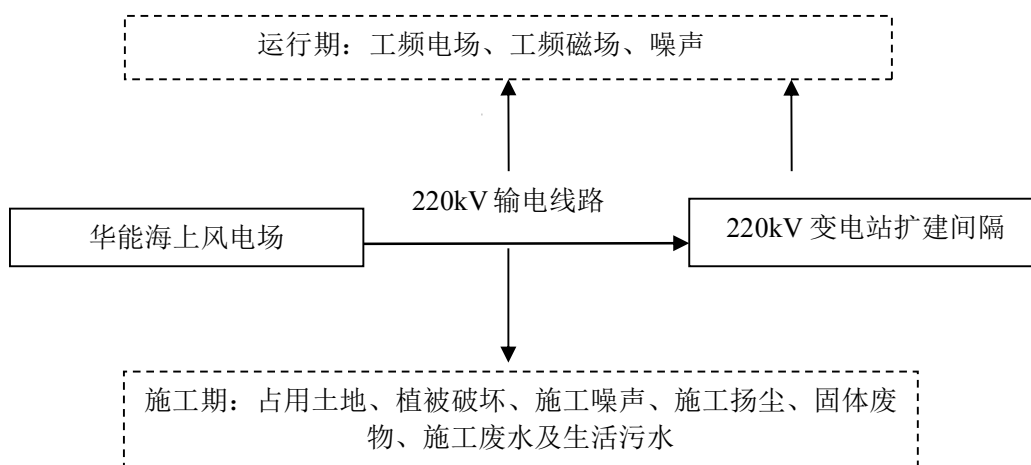 运行期：工频电场、工频磁场、噪声
220kV 输电线路
华能海上风电场
220kV 变电站扩建间隔
施工期：占用土地、植被破坏、施工噪声、施工扬尘、固体废
物、施工废水及生活污水